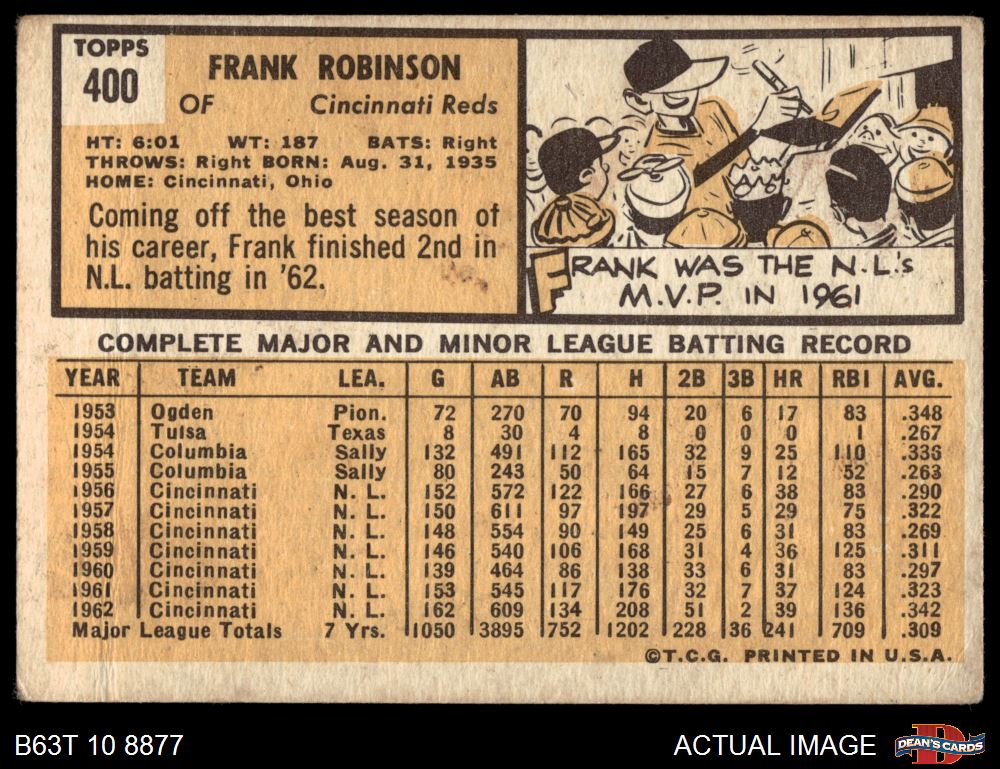 TOPPS
400
FRANK ROBINSON
OF Cincinnati Reds
HT: 6:01 WT: 187 BATS: Right
THROWS: Right BORN: Aug. 31, 1935
HOME: Cincinnati, Ohio
Coming off the best season of
his career, Frank finished 2nd in
N.L. batting in '62.
FRANK WAS THE N.L.'s
M.V.P. IN 1961
COMPLETE MAJOR AND MINOR LEAGUE BATTING RECORD
YEAR TEAM LEA. G AB R H 2B 3B HR RBI AVG.
1953 Ogden Pion. 72 270 70 94 20 6 17 83 .348
1954 Tulsa Texas 8 30 4 8 0 0 0 1 .267
1954 Columbia Sally 132 491 112 165 32 9 25 110 .336
1955 Columbia Sally 80 243 50 64 15 7 12 52 .263
1956 Cincinnati N. L. 152 572 122 166 27 6 38 83 .290
1957 Cincinnati N. L. 150 611 97 197 29 5 29 75 .322
1958 Cincinnati N. L. 148 554 90 149 25 6 31 83 .269
1959 Cincinnati N. L. 146 540 106 168 31 4 36 125 .311
1960 Cincinnati N. L. 139 464 86 138 33 6 31 83 .297
1961 Cincinnati N. L. 153 545 117 176 32 7 37 124 .323
1962 Cincinnati N. L. 162 609 134 208 51 2 39 136 .342
Major League Totals 7 Yrs. 1050 3895 752 1202 228 36 241 709 .309
©T.C.G. PRINTED IN U.S.A.
B63T 10 8877
ACTUAL IMAGE
D
DEAN'S CARDS